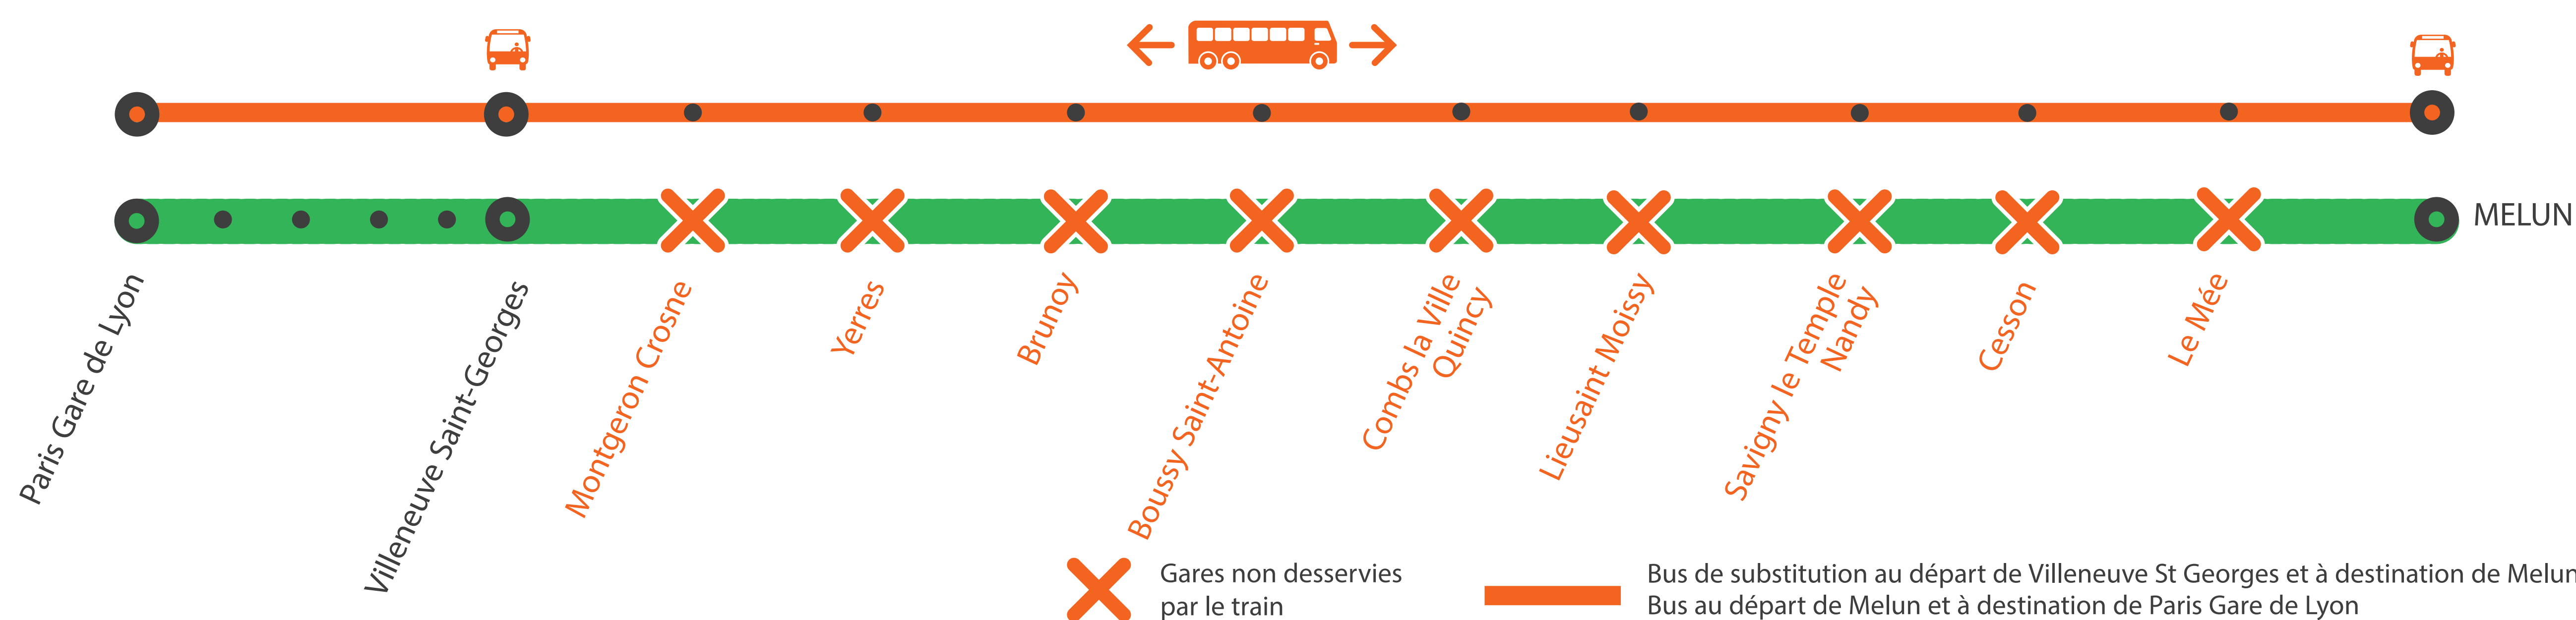 MELUN
Paris Gare de Lyon
Villeneuve Saint-Georges
Montgeron Crosne
Yerres
Brunoy
Boussy Saint-Antoine
Combs la Ville
Quincy
Lieusaint Moissy
Savigny le Temple
Nandy
Cesson
Le Mée
Gares non desservies
par le train
Bus de substitution au départ de Villeneuve St Georges et à destination de Melun
Bus au départ de Melun et à destination de Paris Gare de Lyon